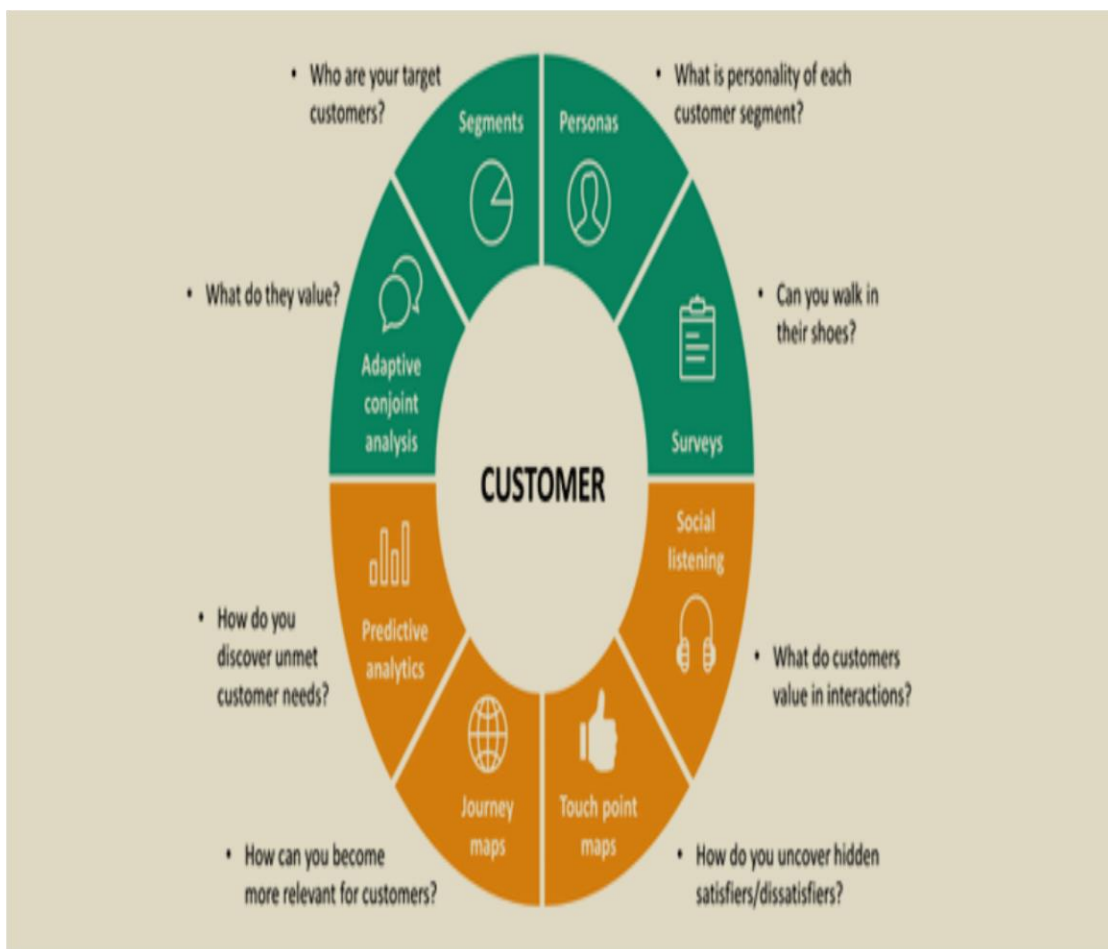 • Who are your target
customers?
• What is personality of each
customer segment?
Segments
Personas
• What do they value?
• Can you walk in
their shoes?
Adaptive
conjoint
analysis
Surveys
CUSTOMER
Social
listening
Predictive
analytics
• How do you
discover unmet
customer needs?
• What do customers
value in interactions?
Journey
maps
Touch point
maps
• How can you become
more relevant for customers?
• How do you uncover hidden
satisfiers/dissatisfiers?